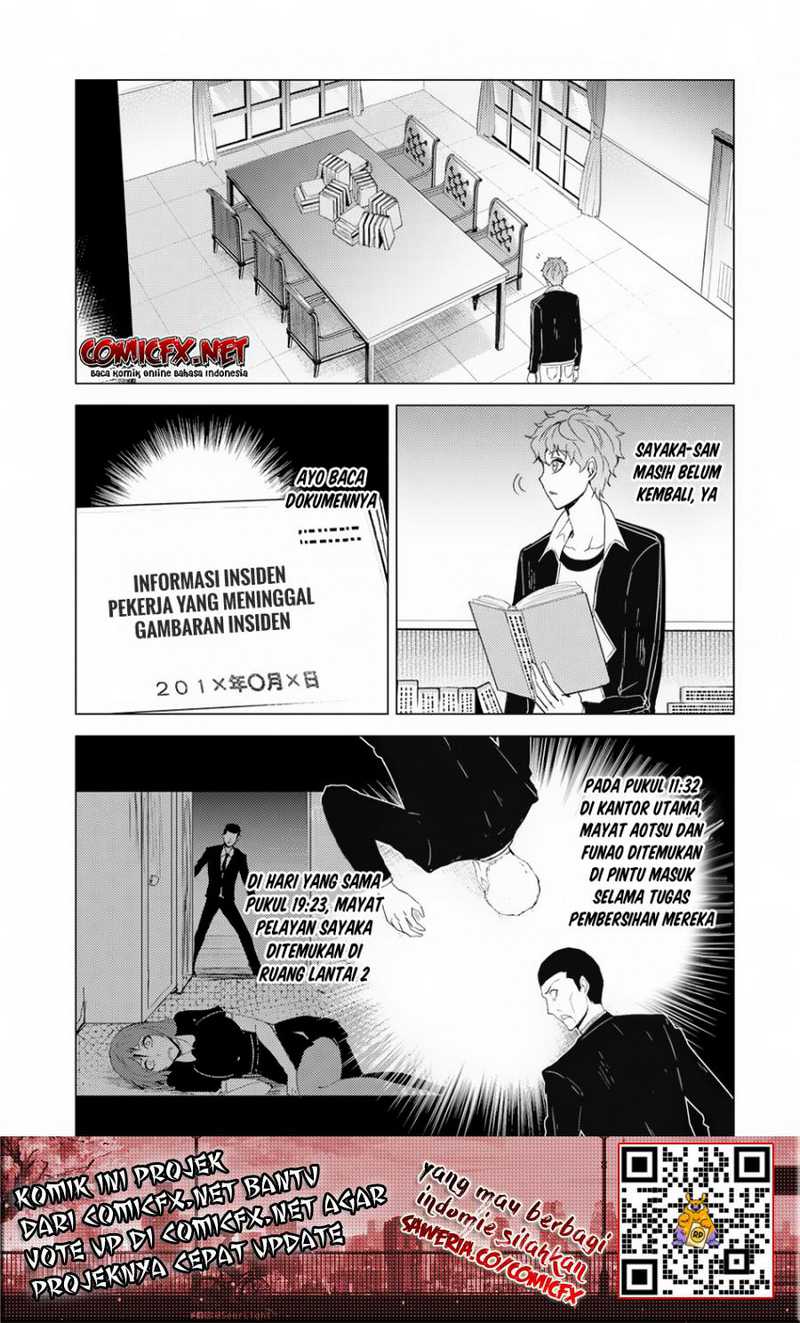 COMICFX.NET
Baca Komik Online Bahasa Indonesia
SAYAKA-SAN
MASIH BELUM
KEMBALI, YA
AYO BACA
DOKUMENNYA
INFORMASI INSIDEN
PEKERJA YANG MENINGGAL
GAMBARAN INSIDEN
201×年〇月×日
PADA PUKUL 11:32
DI KANTOR UTAMA,
MAYAT AOTSU DAN
FUNAO DITEMUKAN
DI PINTU MASUK
SELAMA TUGAS
PEMBERSIHAN MEREKA
DI HARI YANG SAMA
PUKUL 19:23, MAYAT
PELAYAN SAYAKA
DITEMUKAN DI
RUANG LANTAI 2
KOMIK INI PROJEK
DARI COMICFX.NET BANTU
VOTE UP DI COMICFX.NET AGAR
PROJEKNYA CEPAT UPDATE
yang mau berbagi
indomie silahkan
SAWERIA.CO/COMICFX
RP